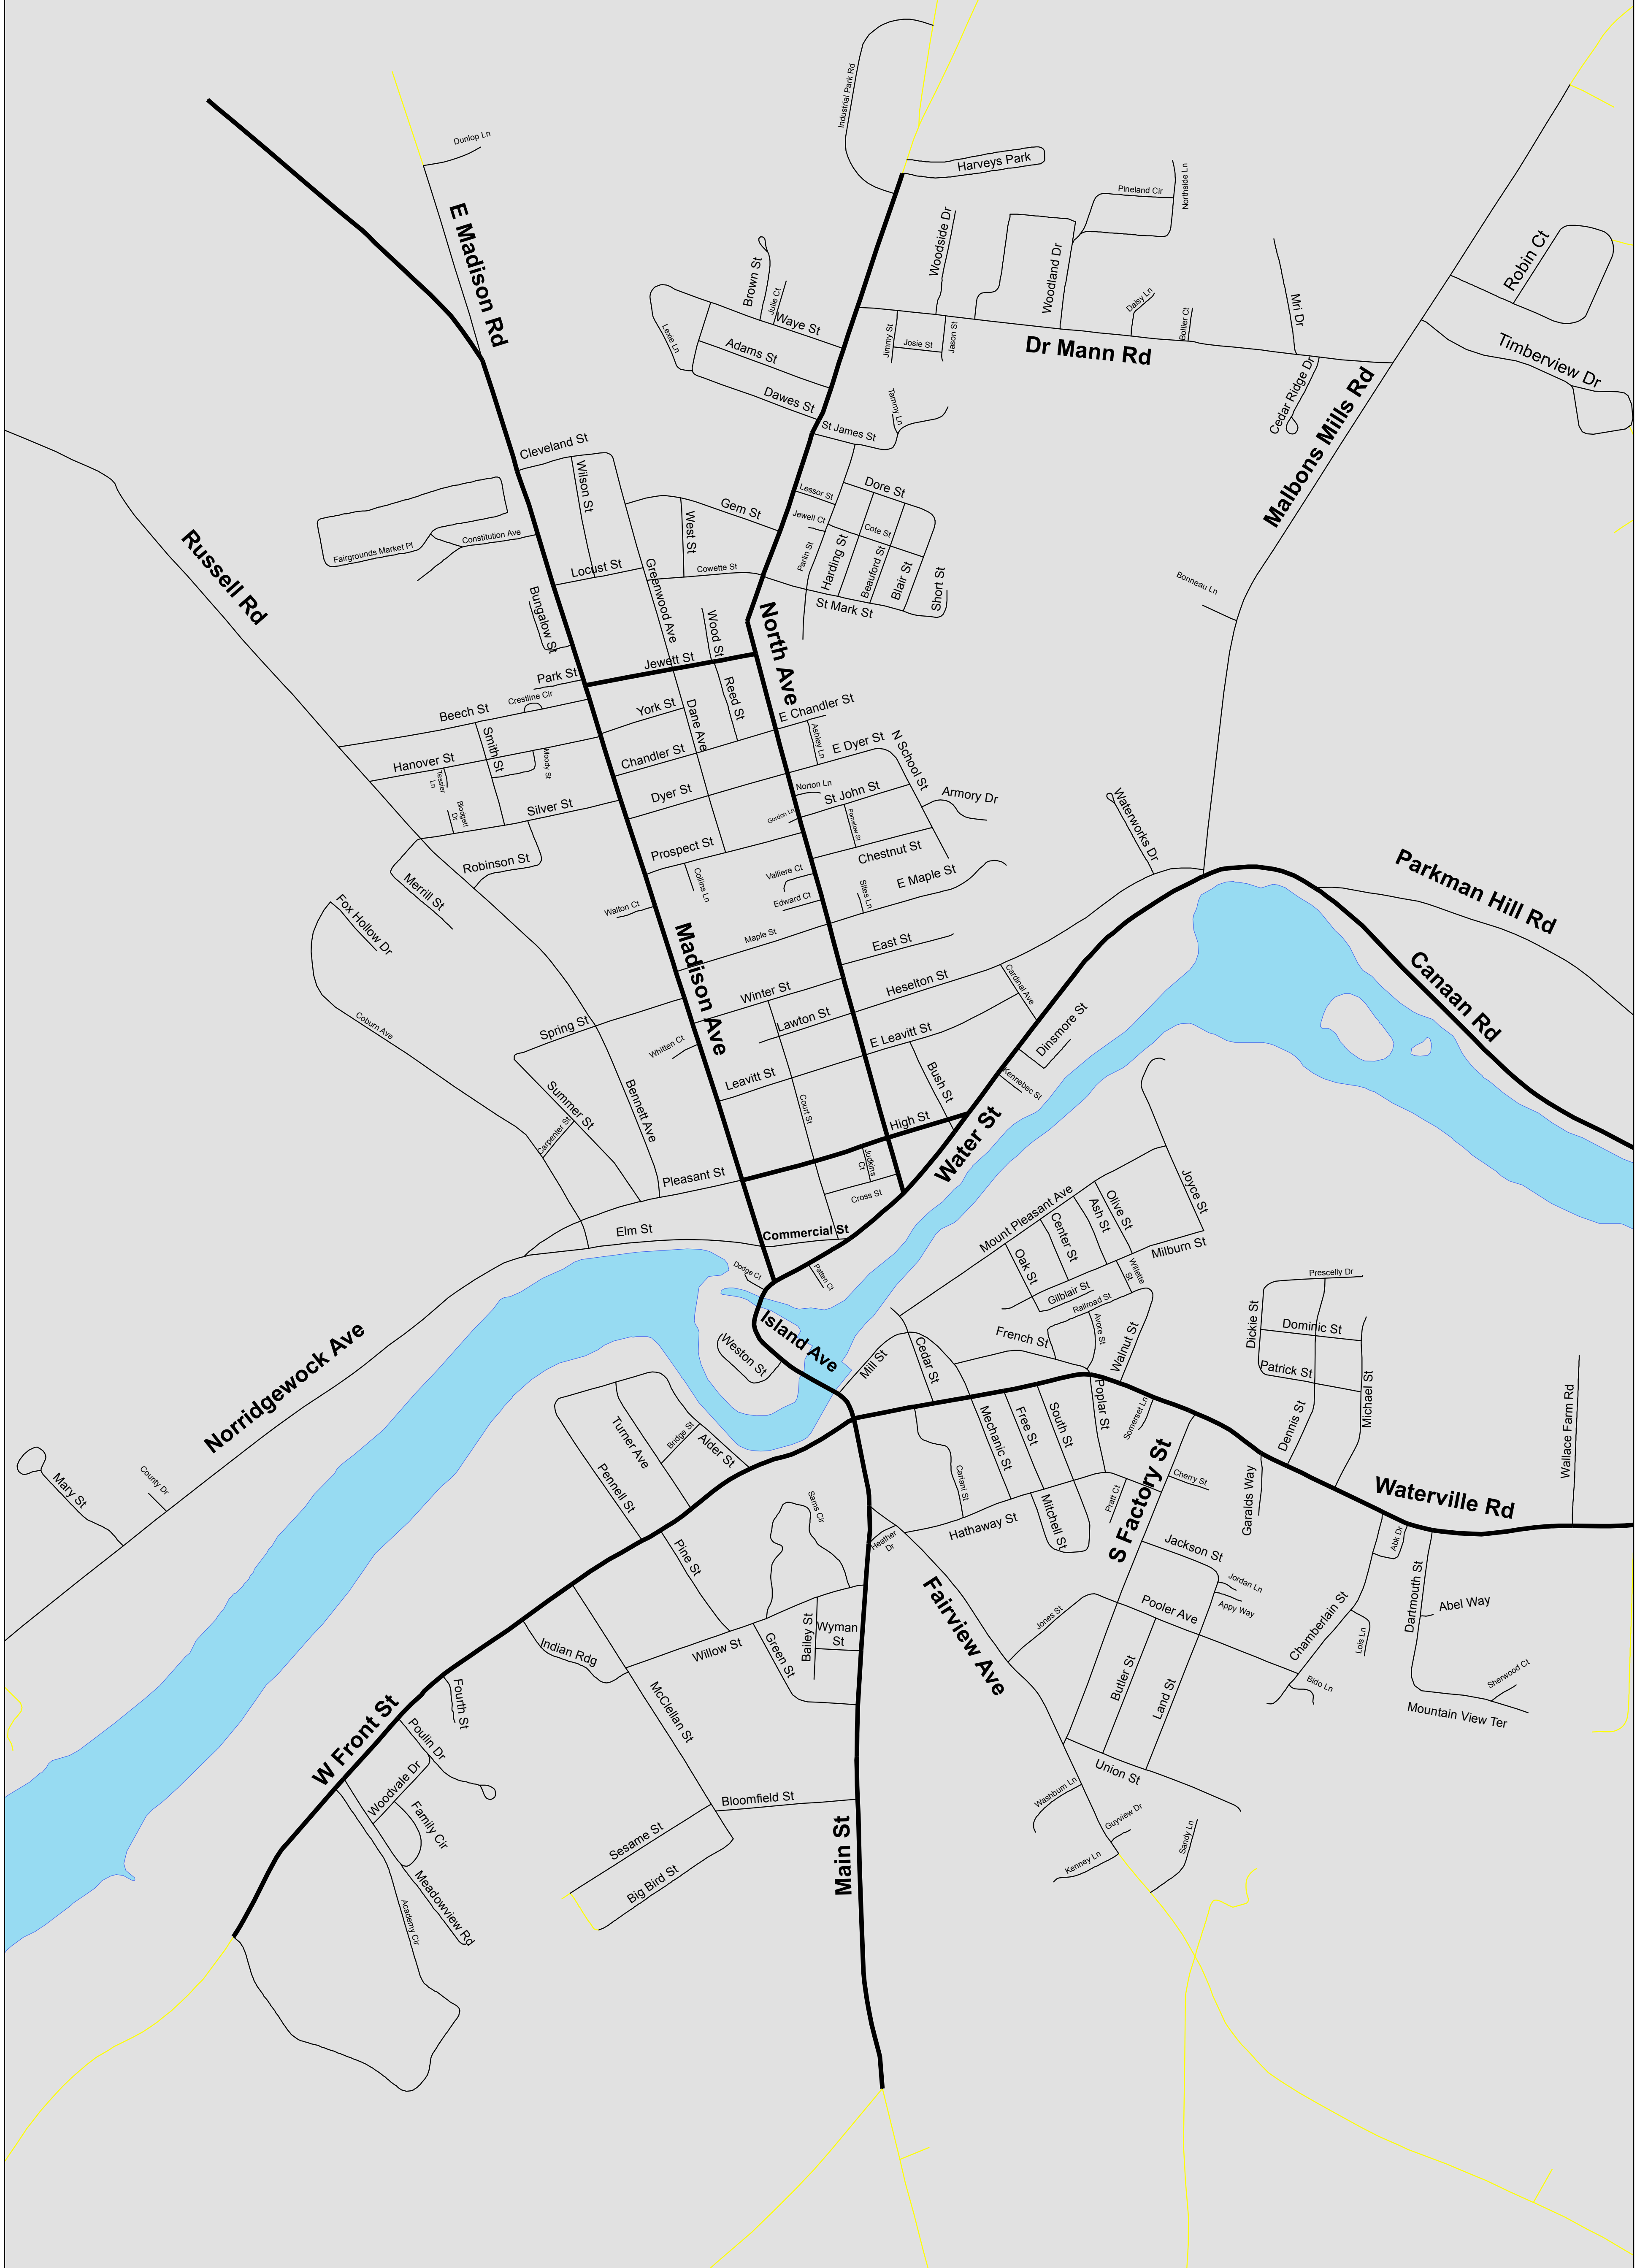 Industrial Park Rd
Dunlop Ln
Harveys Park
Northside Ln
Pineland Cir
E Madison Rd
Woodside Dr
Woodland Dr
Robin Ct
Brown St
Julie Ct
Daisy Ln
Mri Dr
Waye St
Lexie Ln
Jimmy St
Josie St
Jason St
Bollier Ct
Adams St
Dr Mann Rd
Timberview Dr
Dawes St
Cedar Ridge Dr
Malbons Mills Rd
Tammy Ln
St James St
Cleveland St
Wilson St
Lessor St
Dore St
Gem St
Jewell Ct
West St
Cote St
Constitution Ave
Fairgrounds Market Pl
Parlin St
Harding St
Beauford St
Blair St
Short St
Russell Rd
Locust St
Cowette St
Greenwood Ave
Bonneau Ln
Bungalow St
St Mark St
Wood St
North Ave
Jewett St
Park St
Crestline Cir
Beech St
York St
Reed St
Dane Ave
E Chandler St
Ashley Ln
Smith St
Hanover St
Moody St
Chandler St
E Dyer St
N School St
Tessier
Ln
Norton Ln
Dyer St
St John St
Armory Dr
Silver St
Blodgett
Dr
Gordon Ln
Pomelow St
Waterworks Dr
Prospect St
Chestnut St
Robinson St
Parkman Hill Rd
Merrill St
Collins Ln
Valliere Ct
E Maple St
Sites Ln
Edward Ct
Walton Ct
Fox Hollow Dr
Maple St
East St
Madison Ave
Canaan Rd
Heselton St
Cardinal Ave
Winter St
Coburn Ave
Spring St
Lawton St
E Leavitt St
Dinsmore St
Whitten Ct
Leavitt St
Bush St
Kennebec St
Summer St
Bennett Ave
Court St
High St
Carpenter St
Water St
Judkins
Ct
Pleasant St
Cross St
Joyce St
Mount Pleasant Ave
Olive St
Ash St
Center St
Elm St
Commercial St
Milburn St
Oak St
Dodge Ct
Patten Ct
Willette
St
Prescelly Dr
Gilblair St
Railroad St
Dickie St
Dominic St
Island Ave
Avore St
French St
Walnut St
Weston St
Mill St
Cedar St
Patrick St
Norridgewock Ave
Michael St
Poplar St
Somerset Ln
Dennis St
Wallace Farm Rd
Mechanic St
Free St
South St
Turner Ave
Bridge St
Alder St
S Factory St
Mary St
County Dr
Pennell St
Cariani St
Cherry St
Pratt Ct
Garalds Way
Waterville Rd
Sams Cir
Mitchell St
Hathaway St
Heather
Dr
Abk Dr
Pine St
Jackson St
Jordan Ln
Fairview Ave
Appy Way
Dartmouth St
Abel Way
Pooler Ave
Jones St
Chamberlain St
Lois Ln
Bailey St
Wyman
St
Willow St
Green St
Indian Rdg
Butler St
Land St
Bido Ln
Sherwood Ct
McClellan St
Fourth St
Mountain View Ter
W Front St
Poulin Dr
Woodvale Dr
Union St
Washburn Ln
Bloomfield St
Family Cir
Guyview Dr
Sandy Ln
Sesame St
Main St
Kenney Ln
Big Bird St
Meadowview Rd
Academy Cir